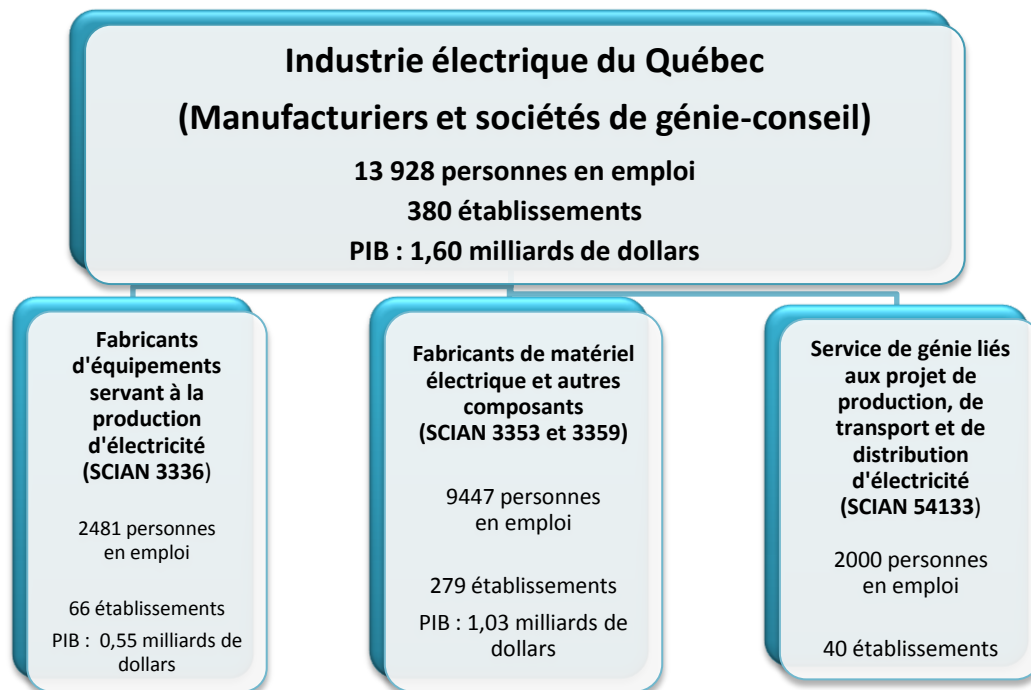 Industrie électrique du Québec
(Manufacturiers et sociétés de génie-conseil)
13 928 personnes en emploi
380 établissements
PIB : 1,60 milliards de dollars
Fabricants
d'équipements
servant à la
production
d'électricité
(SCIAN 3336)
2481 personnes
en emploi
66 établissements
PIB : 0,55 milliards de
dollars
Fabricants de matériel
électrique et autres
composants
(SCIAN 3353 et 3359)
9447 personnes
en emploi
279 établissements
PIB : 1,03 milliards de
dollars
Service de génie liés
aux projet de
production, de
transport et de
distribution
d'électricité
(SCIAN 54133)
2000 personnes
en emploi
40 établissements